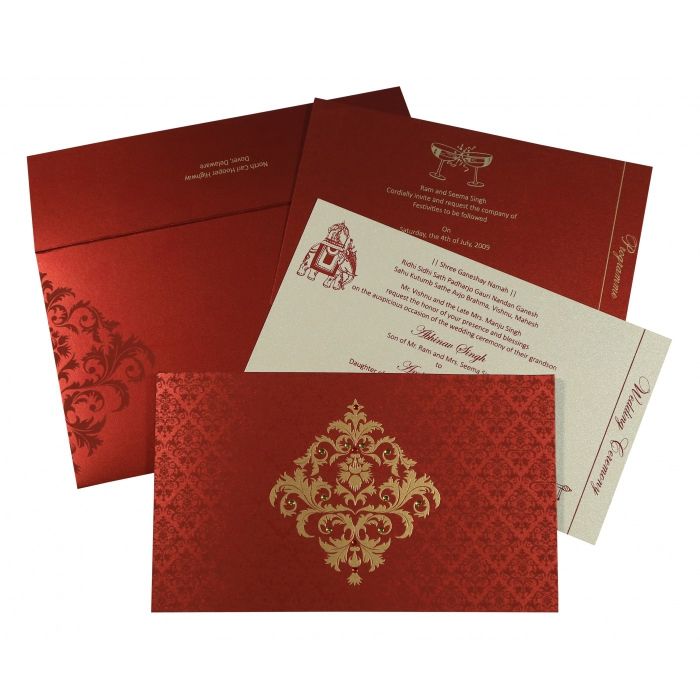 North Carl Hooper Highway
Dover, Delaware
Ram and Seema Singh
Cordially invite and request the company of
Festivities to be followed
On
Saturday, the 4th of July, 2009
Programme
|| Shree Ganeshay Namah ||
Ridhi Sidhi Sath Padharjo Gauri Nandan Ganesh
Sahu Kutumb Sathe Avjo Brahma, Vishnu, Mahesh
Mr. Vishnu and the Late Mrs. Manju Singh
request the honor of your presence and blessings
on the auspicious occasion of the wedding ceremony of their grandson
Abhinav Singh
Son of Mr. Ram and Mrs. Seema
Daughter
Wedding Ceremony